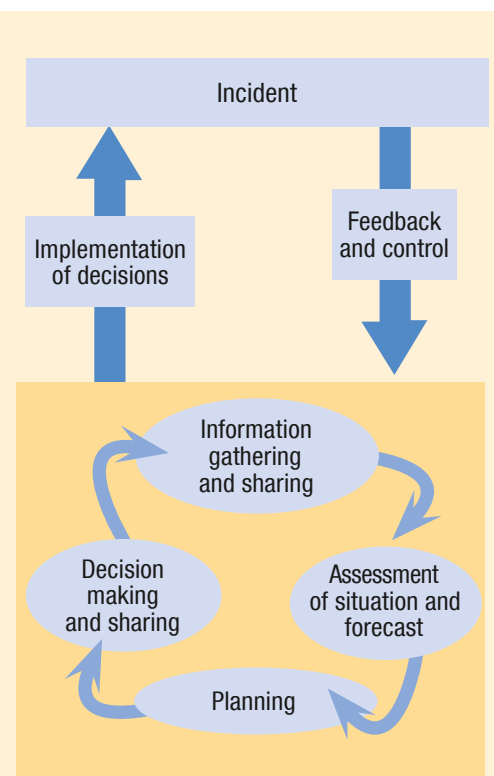 Incident
Implementation
of decisions
Feedback
and control
Information
gathering
and sharing
Decision
making
and sharing
Assessment
of situation and
forecast
Planning